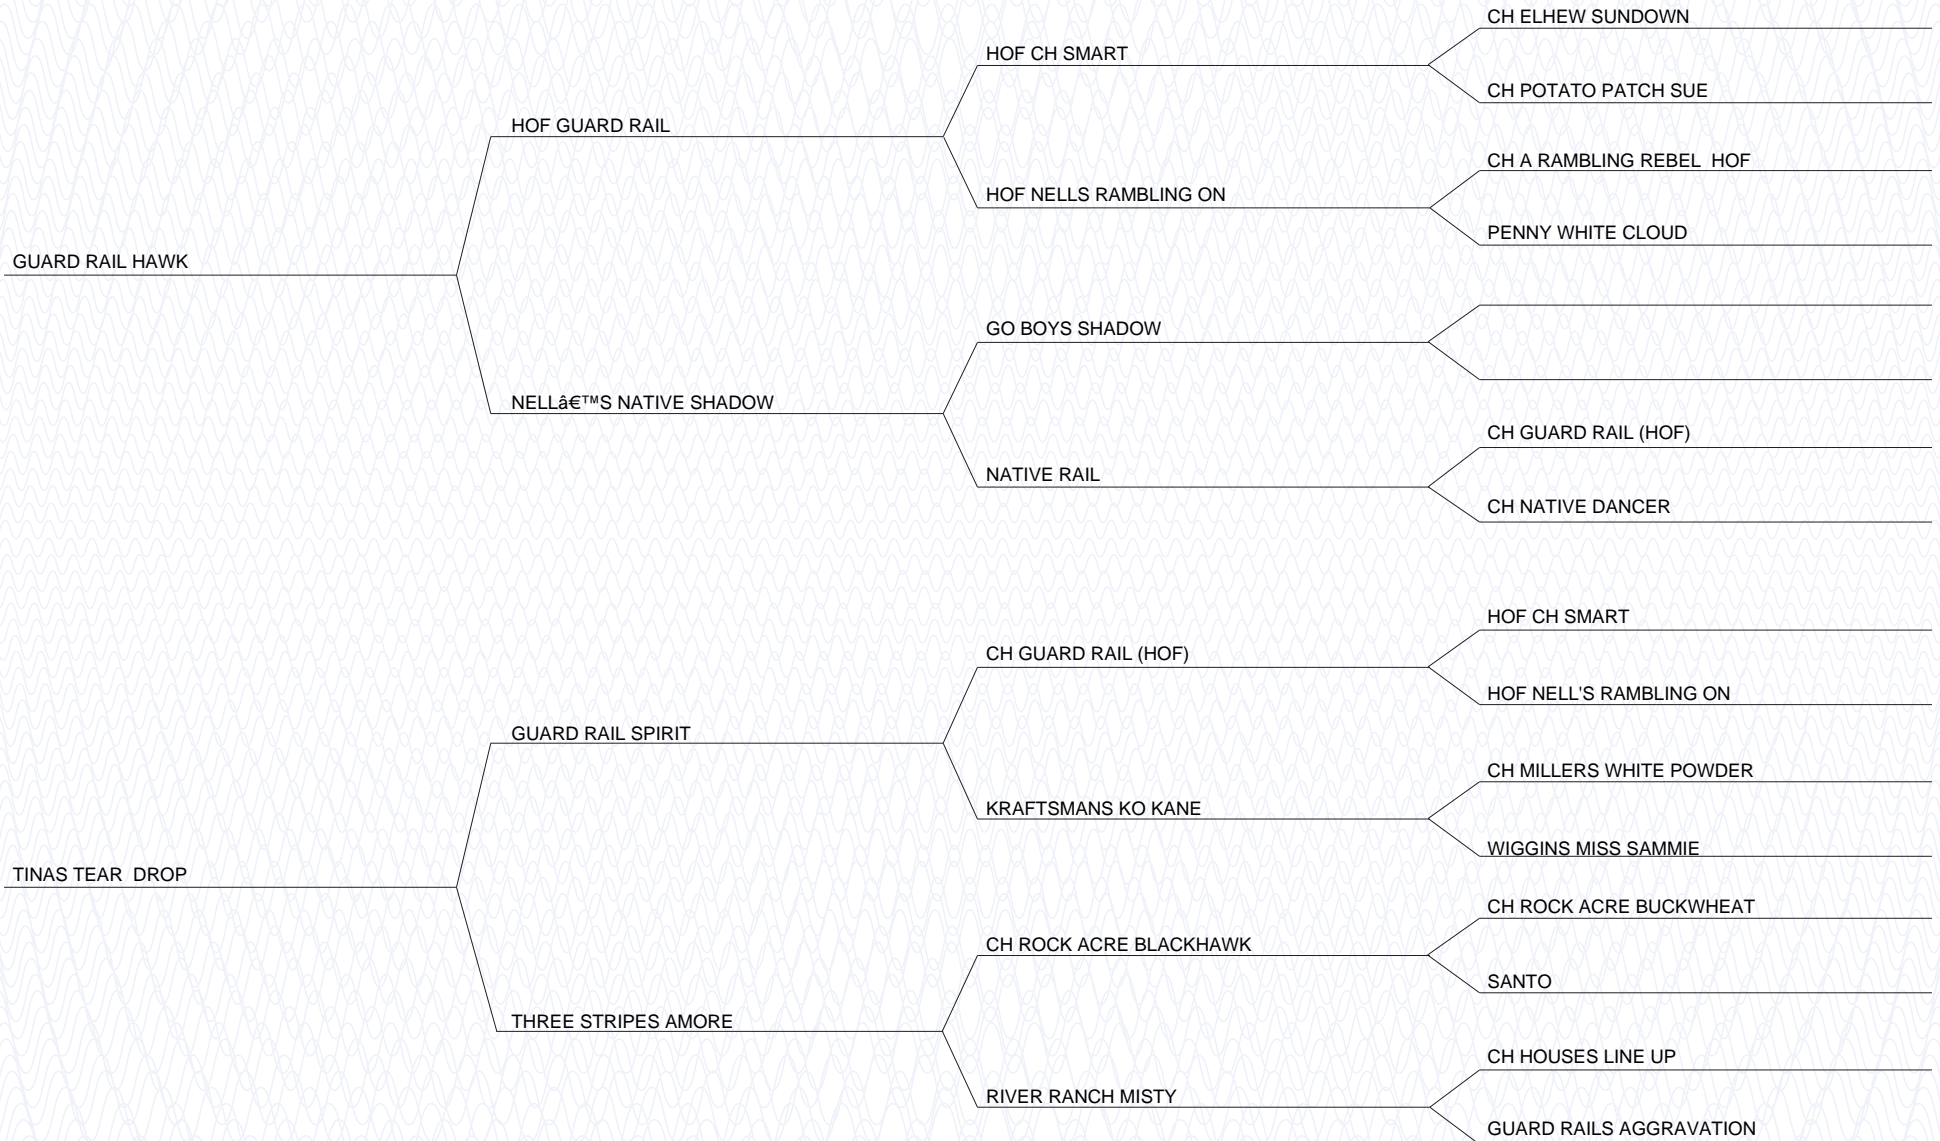 CH ELHEW SUNDOWN
HOF CH SMART
CH POTATO PATCH SUE
HOF GUARD RAIL
CH A RAMBLING REBEL  HOF
HOF NELLS RAMBLING ON
PENNY WHITE CLOUD
GUARD RAIL HAWK
GO BOYS SHADOW
NELLâ€™S NATIVE SHADOW
CH GUARD RAIL (HOF)
NATIVE RAIL
CH NATIVE DANCER
HOF CH SMART
CH GUARD RAIL (HOF)
HOF NELL'S RAMBLING ON
GUARD RAIL SPIRIT
CH MILLERS WHITE POWDER
KRAFTSMANS KO KANE
WIGGINS MISS SAMMIE
TINAS TEAR  DROP
CH ROCK ACRE BUCKWHEAT
CH ROCK ACRE BLACKHAWK
SANTO
THREE STRIPES AMORE
CH HOUSES LINE UP
RIVER RANCH MISTY
GUARD RAILS AGGRAVATION